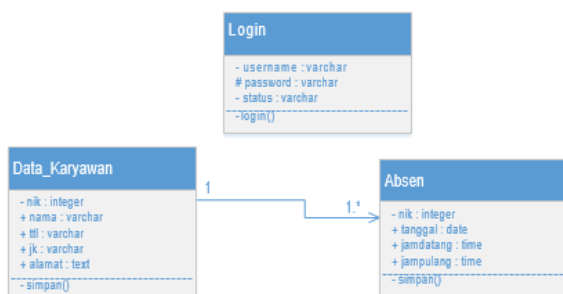 Login
- username : varchar
# password : varchar
- status : varchar
-login()
Data_Karyawan
- nik : integer
+ nama : varchar
+ ttl : varchar
+ jk : varchar
+ alamat : text
- simpan()
1
1.*
Absen
- nik : integer
+ tanggal : date
+ jamdatang : time
+ jampulang : time
- simpan()